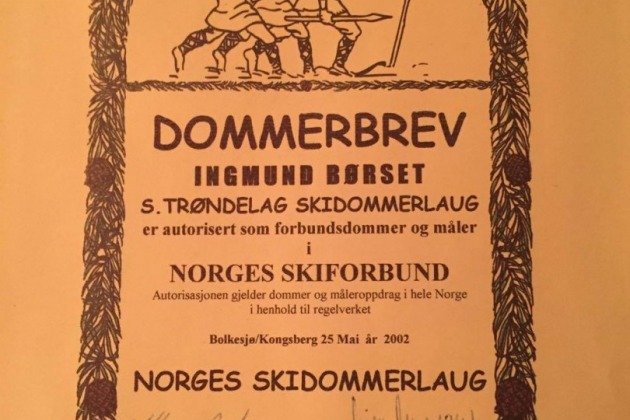 DOMMERBREV
INGMUND BØRSET
S.TRØNDELAG SKIDOMMERLAUG
er autorisert som forbundsdommer og måler
i
NORGES SKIFORBUND
Autorisasjonen gjelder dommer og måleroppdrag i hele Norge
i henhold til regelverket
Bolkesjø/Kongsberg 25 Mai år 2002
NORGES SKIDOMMERLAUG